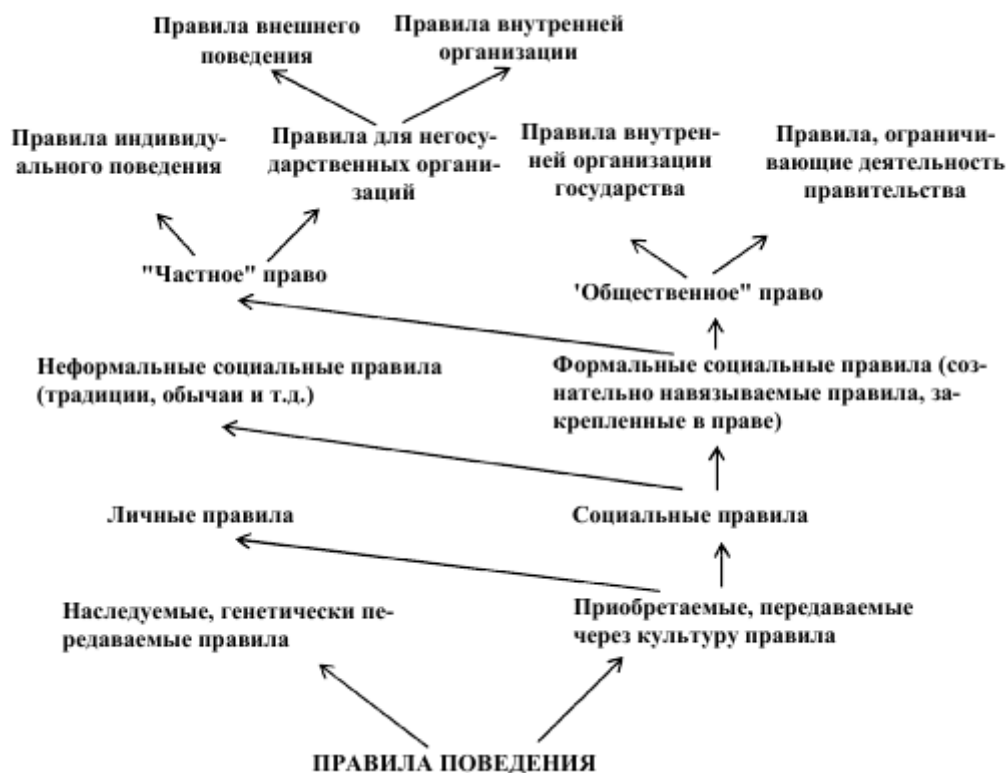 Правила внешнего
поведения
Правила внутренней
организации
Правила индивиду-
ального поведения
Правила для негосу-
дарственных органи-
заций
Правила внутрен-
ней организации
государства
Правила, ограничи-
вающие деятельность
правительства
"Частное" право
'Общественное" право
Неформальные социальные правила
(традиции, обычаи и т.д.)
Формальные социальные правила (соз-
нательно навязываемые правила, за-
крепленные в праве)
Личные правила
Социальные правила
Наследуемые, генетически пе-
редаваемые правила
Приобретаемые, передаваемые
через культуру правила
ПРАВИЛА ПОВЕДЕНИЯ